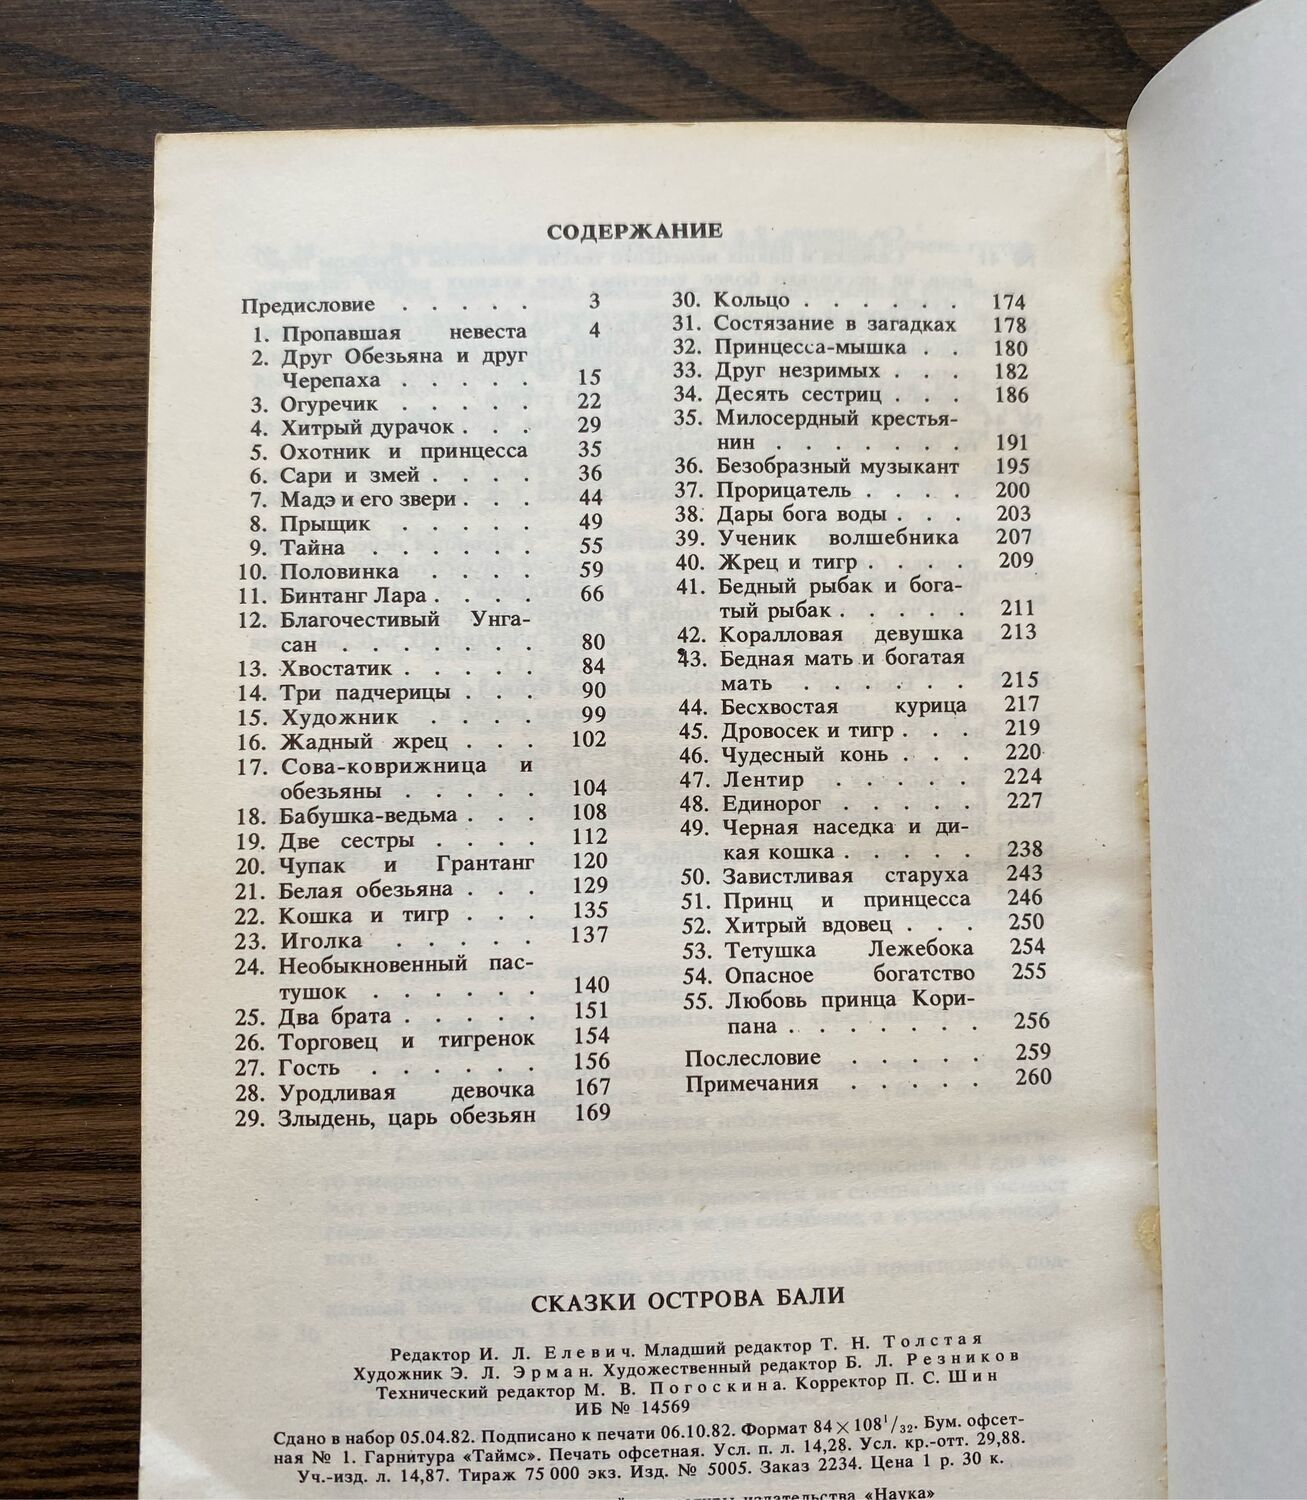 СОДЕРЖАНИЕ
Предисловие . . . . . 3
1. Пропавшая невеста 4
2. Друг Обезьяна и друг
Черепаха . . . . . 15
3. Огуречик . . . . . 22
4. Хитрый дурачок . . . 29
5. Охотник и принцесса 35
6. Сари и змей . . . . 36
7. Мадэ и его звери . . . 44
8. Прыщик . . . . . 49
9. Тайна . . . . . . 55
10. Половинка . . . . 59
11. Бинтанг Лара . . . . 66
12. Благочестивый Унга-
сан . . . . . . . 80
13. Хвостатик . . . . . 84
14. Три падчерицы . . . 90
15. Художник . . . . 99
16. Жадный жрец . . . 102
17. Сова-коврижница и
обезьяны . . . . . 104
18. Бабушка-ведьма . . . 108
19. Две сестры . . . . 112
20. Чупак и Грантанг 120
21. Белая обезьяна . . . 129
22. Кошка и тигр . . . 135
23. Иголка . . . . . 137
24. Необыкновенный пас-
тушок . . . . . . 140
25. Два брата . . . . . 151
26. Торговец и тигренок 154
27. Гость . . . . . . 156
28. Уродливая девочка 167
29. Злыдень, царь обезьян 169
30. Кольцо . . . . . . 174
31. Состязание в загадках 178
32. Принцесса-мышка . . 180
33. Друг незримых . . . 182
34. Десять сестриц . . . 186
35. Милосердный крестья-
нин . . . . . . . 191
36. Безобразный музыкант 195
37. Прорицатель . . . . 200
38. Дары бога воды . . . 203
39. Ученик волшебника 207
40. Жрец и тигр . . . . 209
41. Бедный рыбак и бога-
тый рыбак . . . . . 211
42. Коралловая девушка 213
43. Бедная мать и богатая
мать . . . . . . . 215
44. Бесхвостая курица 217
45. Дровосек и тигр . . . 219
46. Чудесный конь . . . 220
47. Лентир . . . . . 224
48. Единорог . . . . . 227
49. Черная наседка и ди-
кая кошка . . . . . 238
50. Завистливая старуха 243
51. Принц и принцесса 246
52. Хитрый вдовец . . . 250
53. Тетушка Лежебока 254
54. Опасное богатство 255
55. Любовь принца Кори-
пана . . . . . . . 256
Послесловие . . . . . 259
Примечания . . . . . 260
СКАЗКИ ОСТРОВА БАЛИ
Редактор И. Л. Елевич. Младший редактор Т. Н. Толстая
Художник Э. Л. Эрман. Художественный редактор Б. Л. Резников
Технический редактор М. В. Погоскина. Корректор П. С. Шин
ИБ № 14569
Сдано в набор 05.04.82. Подписано к печати 06.10.82. Формат 84×108¹/₃₂. Бум. офсет-
ная № 1. Гарнитура «Таймс». Печать офсетная. Усл. п. л. 14,28. Усл. кр.-отт. 29,88.
Уч.-изд. л. 14,87. Тираж 75 000 экз. Изд. № 5005. Заказ 2234. Цена 1 р. 30 к.
издательства «Наука»